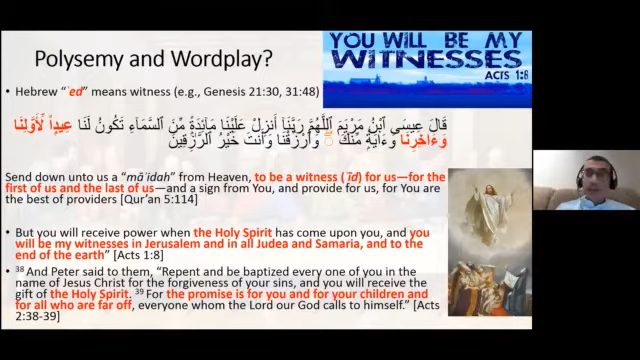 Polysemy and Wordplay?
YOU WILL BE MY
WITNESSES
ACTS 1:8
• Hebrew "ʿed" means witness (e.g., Genesis 21:30, 31:48)
قَالَ عِيسَى ٱبْنُ مَرْيَمَ ٱللَّهُمَّ رَبَّنَآ أَنزِلْ عَلَيْنَا مَآئِدَةً مِّنَ ٱلسَّمَآءِ تَكُونُ لَنَا عِيدًا لِّأَوَّلِنَا
وَءَاخِرِنَا وَءَايَةً مِّنكَ ۖ وَٱرْزُقْنَا وَأَنتَ خَيْرُ ٱلرَّٰزِقِينَ
Send down unto us a "māʾidah" from Heaven, to be a witness (ʿīd) for us—for
the first of us and the last of us—and a sign from You, and provide for us, for You are
the best of providers [Qurʾan 5:114]
• But you will receive power when the Holy Spirit has come upon you, and you
will be my witnesses in Jerusalem and in all Judea and Samaria, and to the
end of the earth" [Acts 1:8]
• 38 And Peter said to them, "Repent and be baptized every one of you in the
name of Jesus Christ for the forgiveness of your sins, and you will receive the
gift of the Holy Spirit. 39 For the promise is for you and for your children and
for all who are far off, everyone whom the Lord our God calls to himself." [Acts
2:38-39]